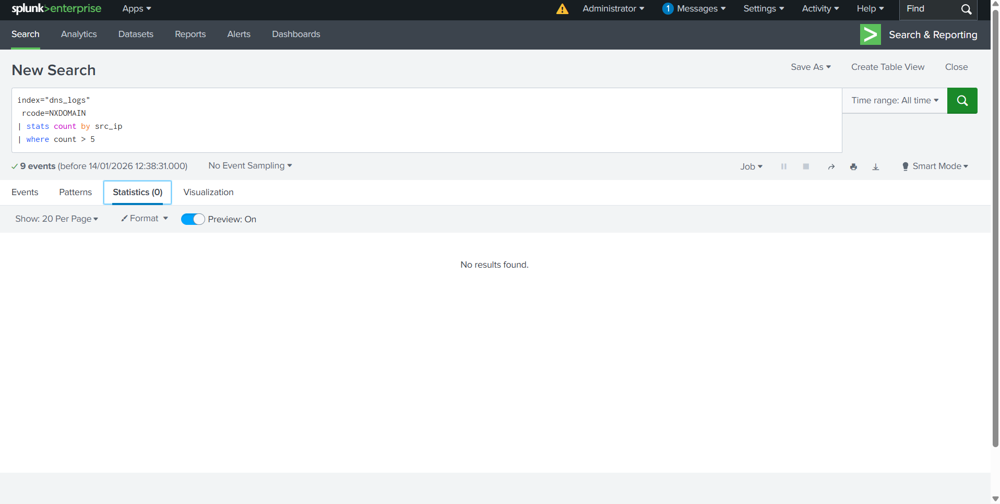 splunk>enterprise Apps Administrator 1 Messages Settings Activity Help Find
Search Analytics Datasets Reports Alerts Dashboards > Search & Reporting
New Search Save As Create Table View Close
index="dns_logs"
rcode=NXDOMAIN
| stats count by src_ip
| where count > 5
Time range: All time
9 events (before 14/01/2026 12:38:31.000) No Event Sampling Job Smart Mode
Events Patterns Statistics (0) Visualization
Show: 20 Per Page Format Preview: On
No results found.